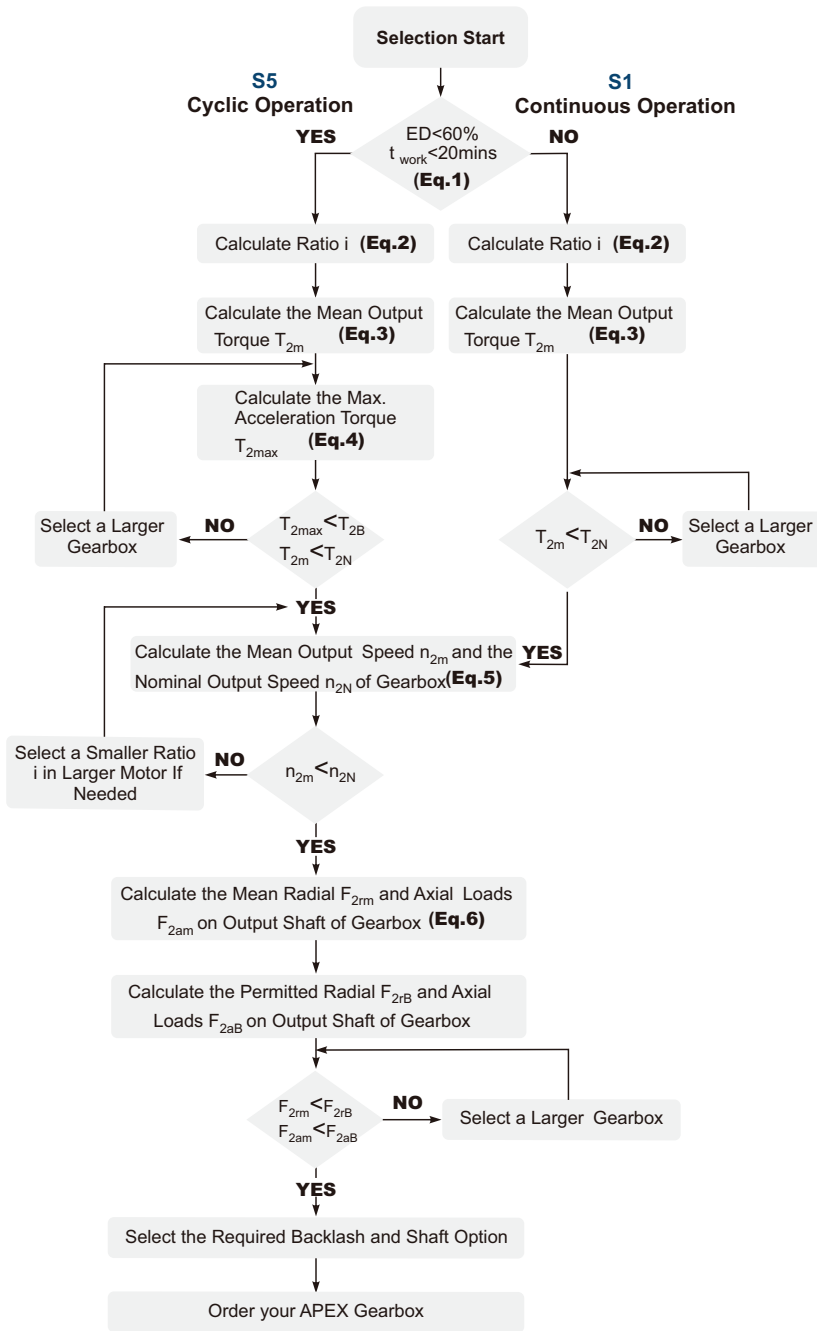 Selection Start
S5
Cyclic Operation
S1
Continuous Operation
YES
ED<60%
t work<20mins
(Eq.1)
NO
Calculate Ratio i (Eq.2)
Calculate Ratio i (Eq.2)
Calculate the Mean Output
Torque T2m (Eq.3)
Calculate the Mean Output
Torque T2m (Eq.3)
Calculate the Max.
Acceleration Torque
T2max (Eq.4)
Select a Larger
Gearbox
NO
T2max<T2B
T2m<T2N
T2m<T2N
NO
Select a Larger
Gearbox
YES
YES
Calculate the Mean Output Speed n2m and the
Nominal Output Speed n2N of Gearbox(Eq.5)
Select a Smaller Ratio
i in Larger Motor If
Needed
NO
n2m<n2N
YES
Calculate the Mean Radial F2rm and Axial Loads
F2am on Output Shaft of Gearbox (Eq.6)
Calculate the Permitted Radial F2rB and Axial
Loads F2aB on Output Shaft of Gearbox
F2rm<F2rB
F2am<F2aB
NO
Select a Larger Gearbox
YES
Select the Required Backlash and Shaft Option
Order your APEX Gearbox